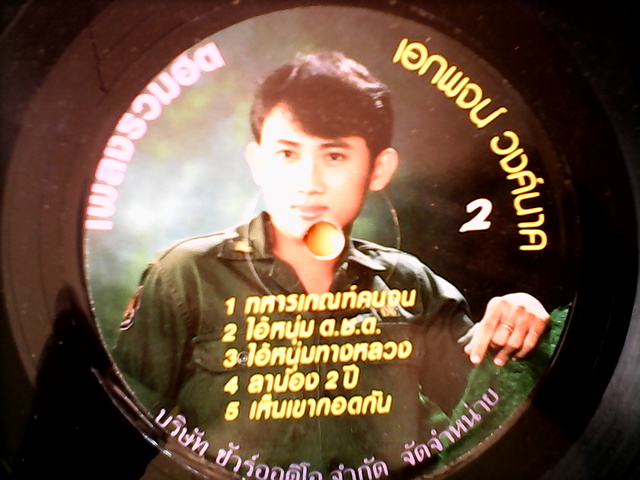 เพลงรวมฮิต
เอกพจน์ วงศ์นาค
2
1 ทหารเกณฑ์คนจน
2 ไอ้หนุ่ม ต.ช.ด.
3 ไอ้หนุ่มทางหลวง
4 ลาน้อง 2 ปี
5 เห็นเขากอดกัน
บริษัท ชัวร์ออดิโอ จำกัด จัดจำหน่าย